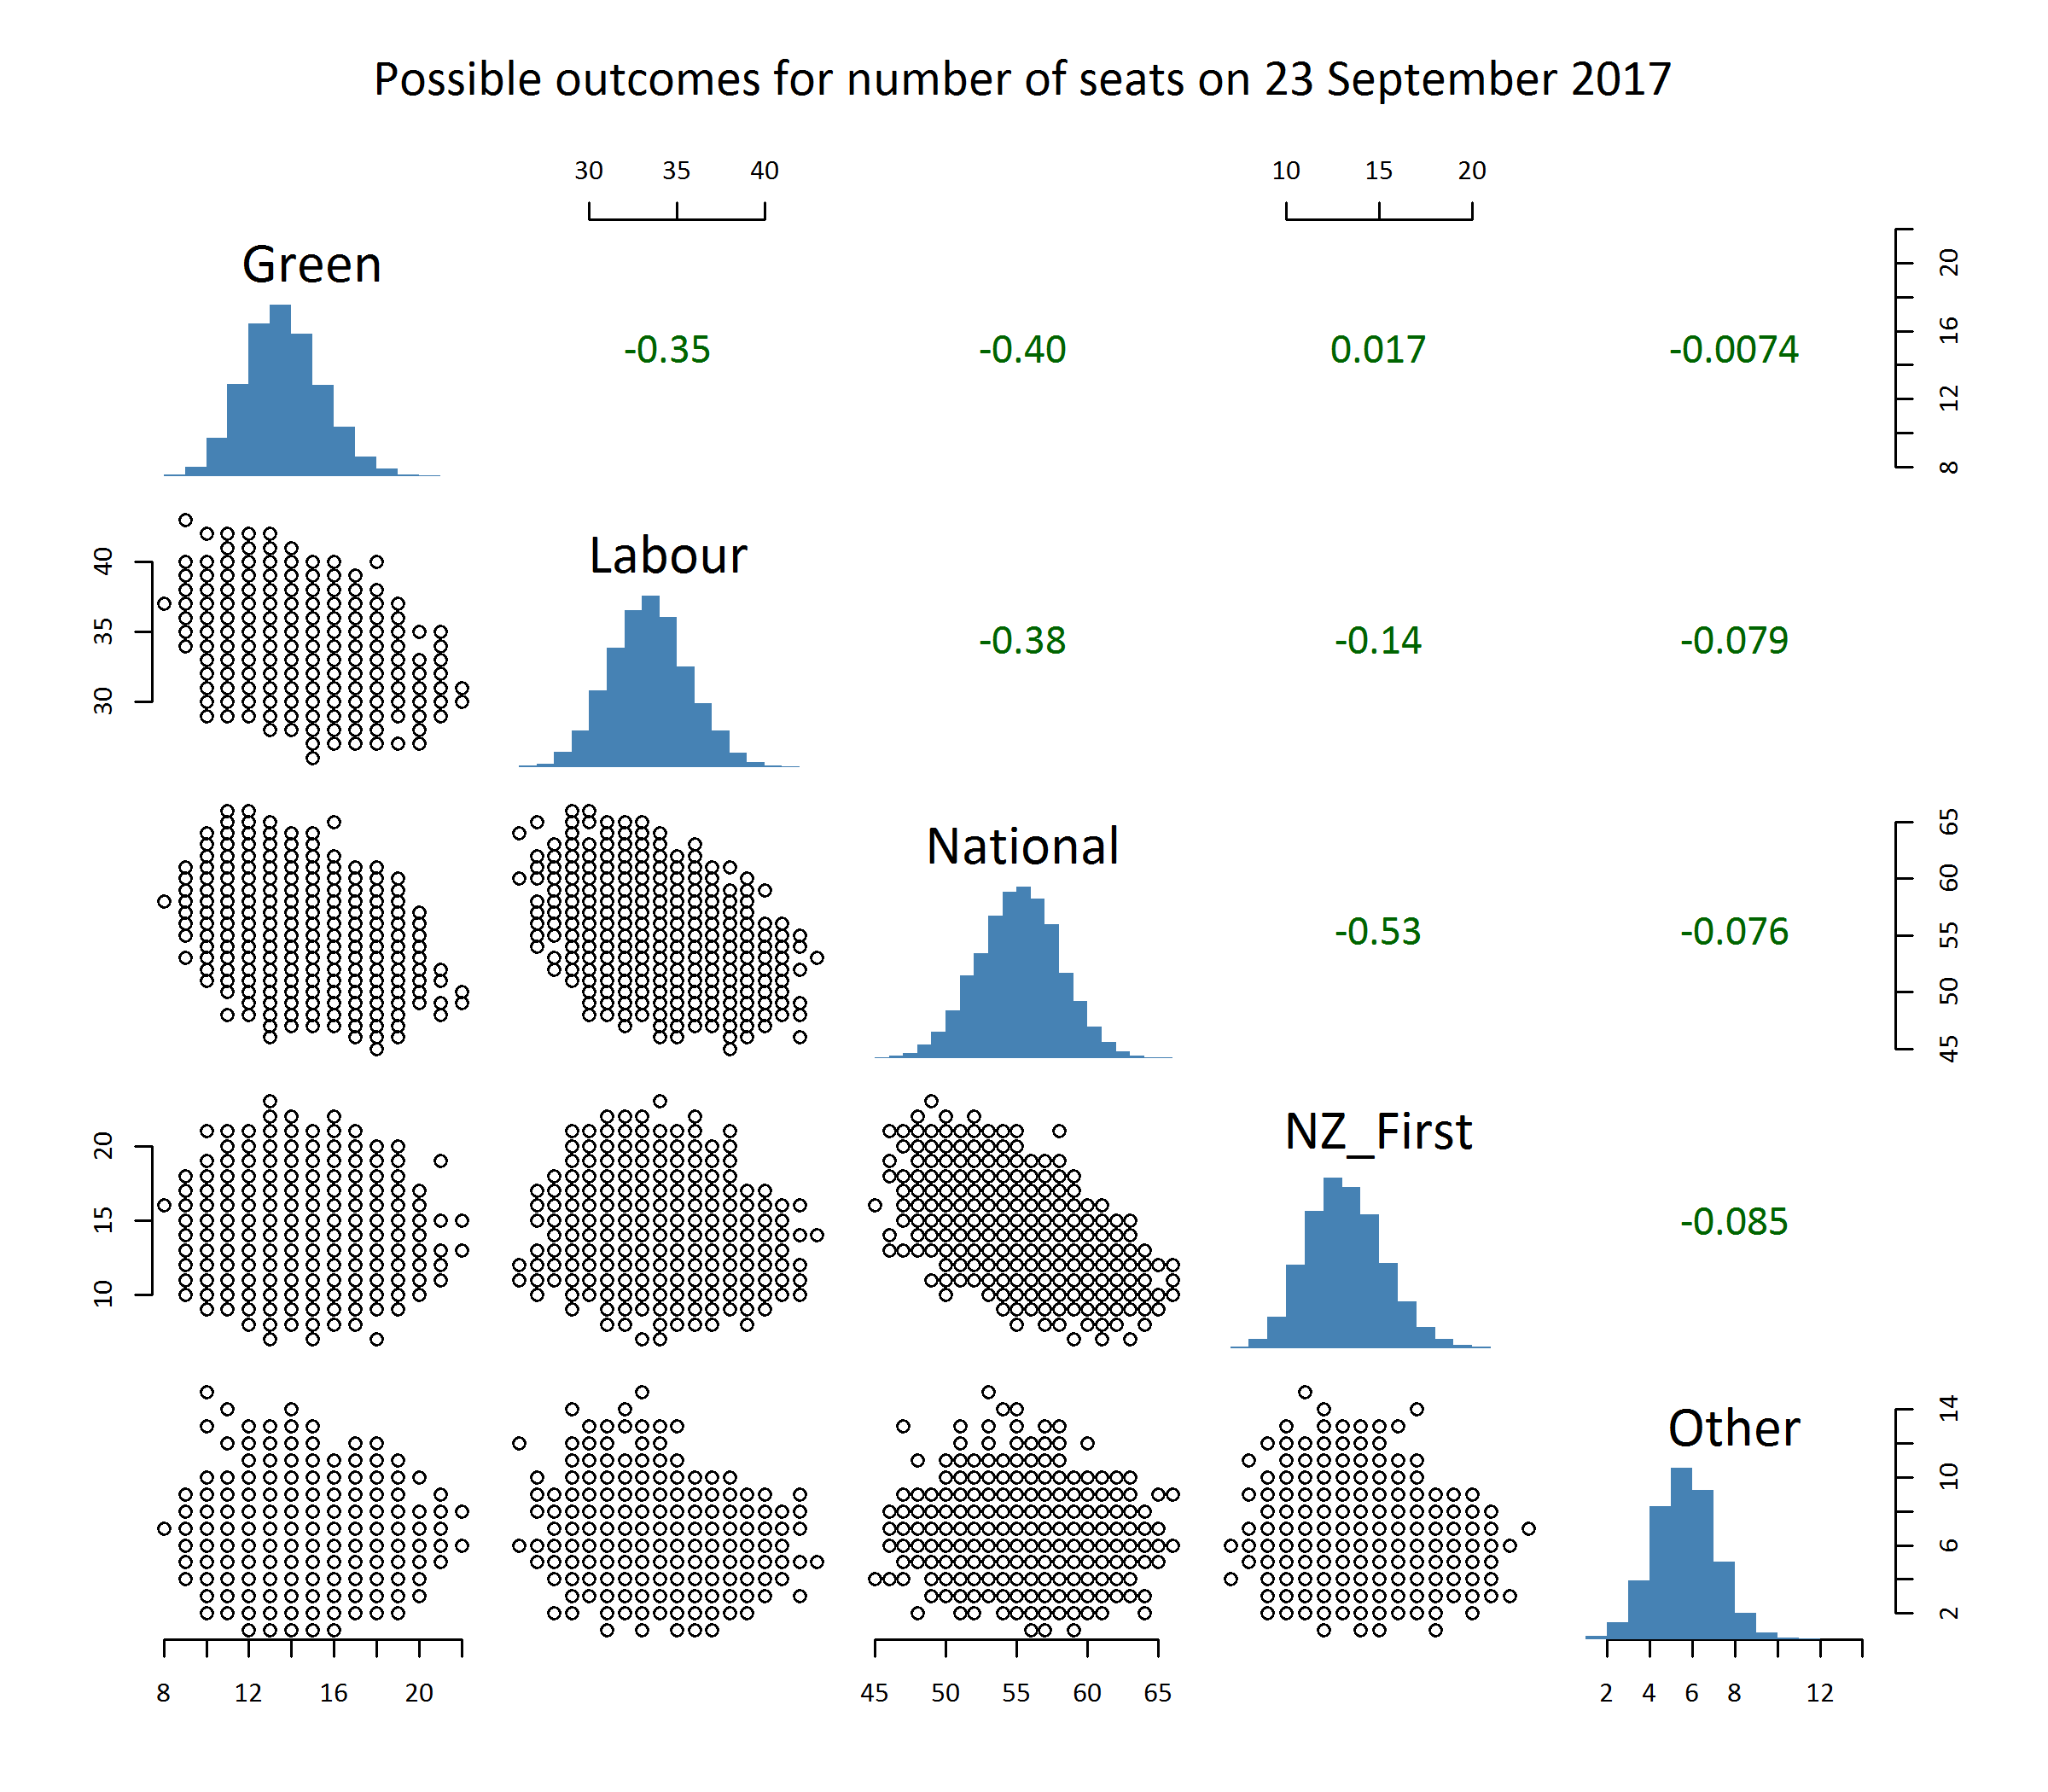 Possible outcomes for number of seats on 23 September 2017
30 35 40 10 15 20
Green
-0.35 -0.40 0.017 -0.0074
8 12 16 20
Labour
30 35 40
-0.38 -0.14 -0.079
National
-0.53 -0.076
45 50 55 60 65
NZ_First
10 15 20
-0.085
Other
2 6 10 14
8 12 16 20 45 50 55 60 65 2 4 6 8 12